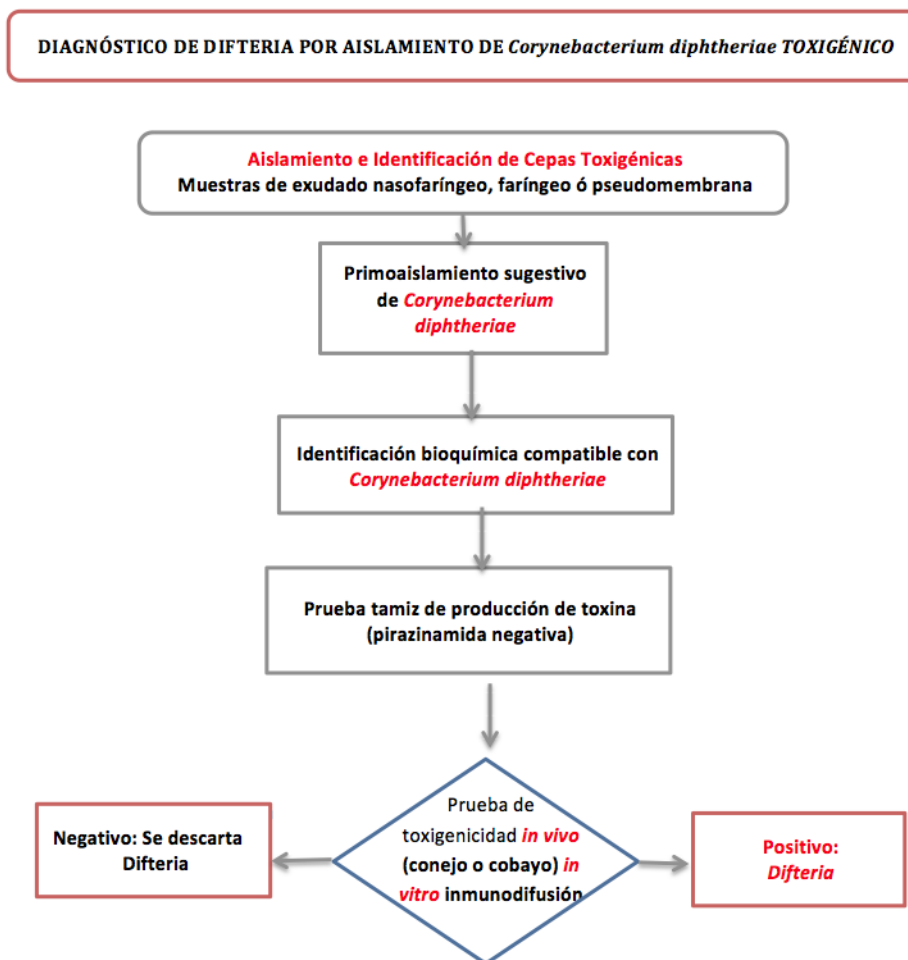 DIAGNÓSTICO DE DIFTERIA POR AISLAMIENTO DE Corynebacterium diphtheriae TOXIGÉNICO
Aislamiento e Identificación de Cepas Toxigénicas
Muestras de exudado nasofaríngeo, faríngeo ó pseudomembrana
Primoaislamiento sugestivo
de Corynebacterium
diphtheriae
Identificación bioquímica compatible con
Corynebacterium diphtheriae
Prueba tamiz de producción de toxina
(pirazinamida negativa)
Prueba de
toxigenicidad in vivo
(conejo o cobayo) in
vitro inmunodifusión
Negativo: Se descarta
Difteria
Positivo:
Difteria